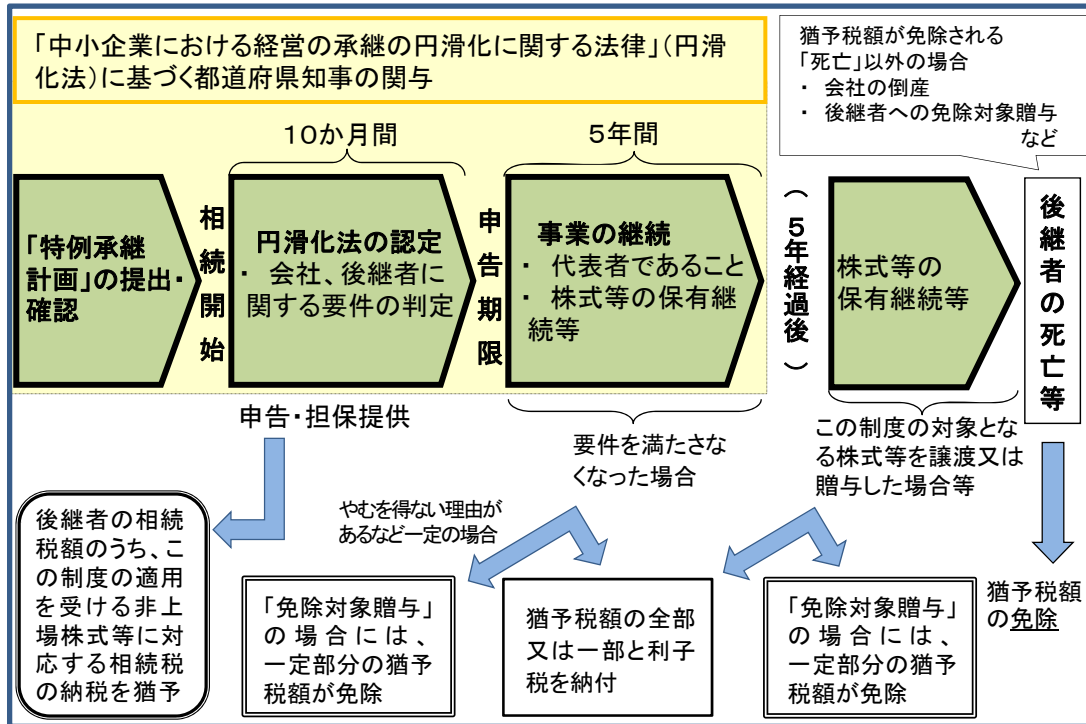 「中小企業における経営の承継の円滑化に関する法律」(円滑
化法)に基づく都道府県知事の関与
猶予税額が免除される
「死亡」以外の場合
・ 会社の倒産
・ 後継者への免除対象贈与
など
10か月間
5年間
「特例承継
計画」の提出・
確認
相続開始
円滑化法の認定
・ 会社、後継者に
関する要件の判定
申告期限
事業の継続
・ 代表者であること
・ 株式等の保有継
続等
(5年経過後)
株式等の
保有継続等
後継者の死亡等
申告・担保提供
要件を満たさな
くなった場合
この制度の対象とな
る株式等を譲渡又は
贈与した場合等
やむを得ない理由が
あるなど一定の場合
後継者の相続
税額のうち、こ
の制度の適用
を受ける非上
場株式等に対
応する相続税
の納税を猶予
「免除対象贈与」
の場合には、
一定部分の猶予
税額が免除
猶予税額の全部
又は一部と利子
税を納付
「免除対象贈与」
の場合には、
一定部分の猶予
税額が免除
猶予税額
の免除